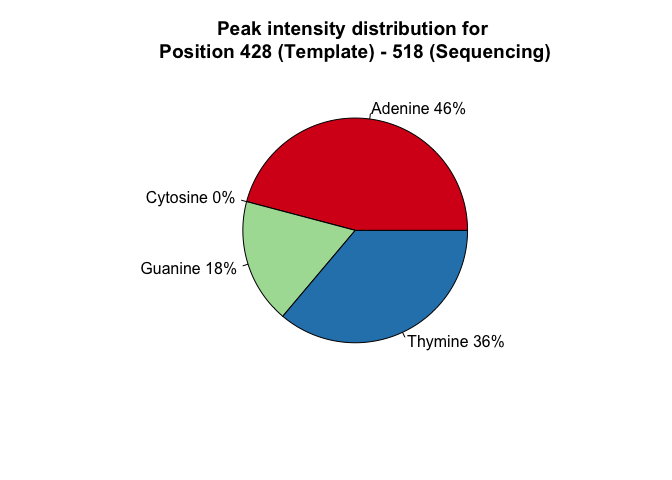 Peak intensity distribution for
Position 428 (Template) - 518 (Sequencing)
Adenine 46%
Cytosine 0%
Guanine 18%
Thymine 36%